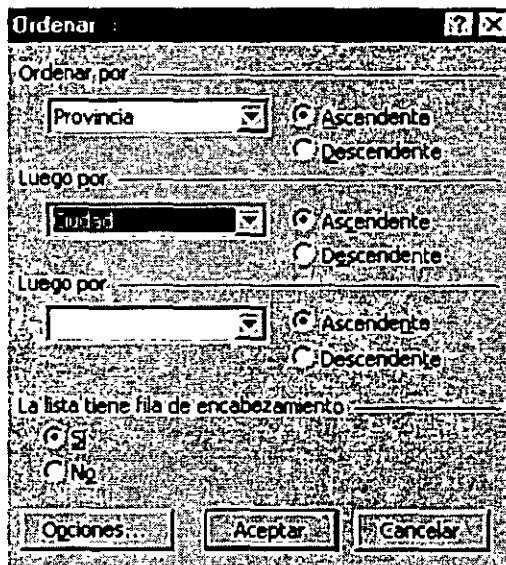 Ordenar
Ordenar por
Provincia
Ascendente
Descendente
Luego por
Ciudad
Ascendente
Descendente
Luego por
Ascendente
Descendente
La lista tiene fila de encabezamiento
Sí
No
Opciones... Aceptar Cancelar